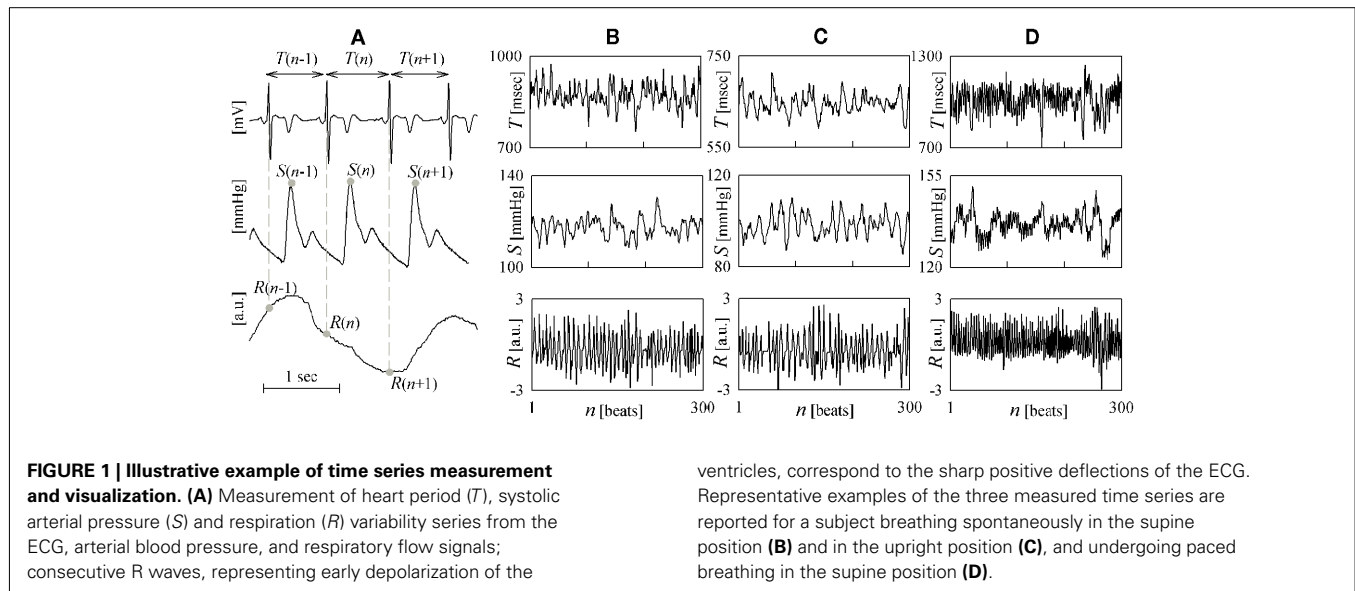 A
B
C
D
T(n-1)
T(n)
T(n+1)
[mV]
S(n-1)
S(n)
S(n+1)
[mmHg]
R(n-1)
R(n)
R(n+1)
[a.u.]
1 sec
1000
T [msec]
700
140
S [mmHg]
100
3
R [a.u.]
-3
1
n [beats]
300
750
T [msec]
550
120
S [mmHg]
80
3
R [a.u.]
-3
1
n [beats]
300
1300
T [msec]
700
155
S [mmHg]
120
3
R [a.u.]
-3
1
n [beats]
300
FIGURE 1 | Illustrative example of time series measurement
and visualization. (A) Measurement of heart period (T), systolic
arterial pressure (S) and respiration (R) variability series from the
ECG, arterial blood pressure, and respiratory flow signals;
consecutive R waves, representing early depolarization of the
ventricles, correspond to the sharp positive deflections of the ECG.
Representative examples of the three measured time series are
reported for a subject breathing spontaneously in the supine
position (B) and in the upright position (C), and undergoing paced
breathing in the supine position (D).